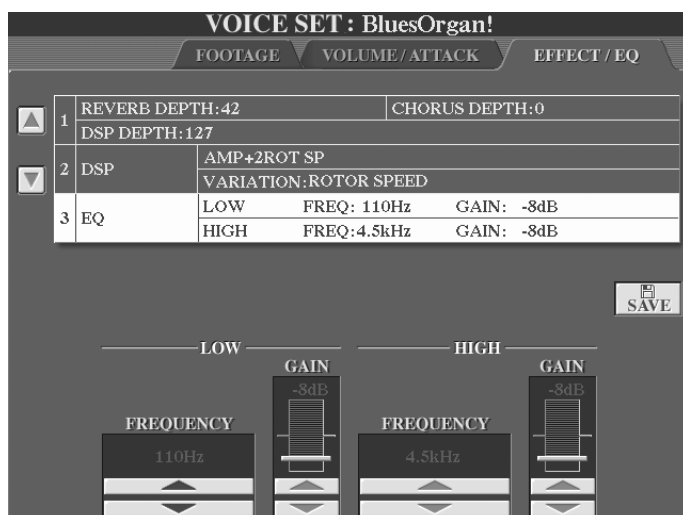 VOICE SET : BluesOrgan!
FOOTAGE VOLUME / ATTACK EFFECT / EQ
1 REVERB DEPTH:42 CHORUS DEPTH:0
DSP DEPTH:127
2 DSP AMP+2ROT SP
VARIATION:ROTOR SPEED
3 EQ LOW FREQ: 110Hz GAIN: -8dB
HIGH FREQ:4.5kHz GAIN: -8dB
SAVE
LOW HIGH
GAIN GAIN
-8dB -8dB
FREQUENCY FREQUENCY
110Hz 4.5kHz